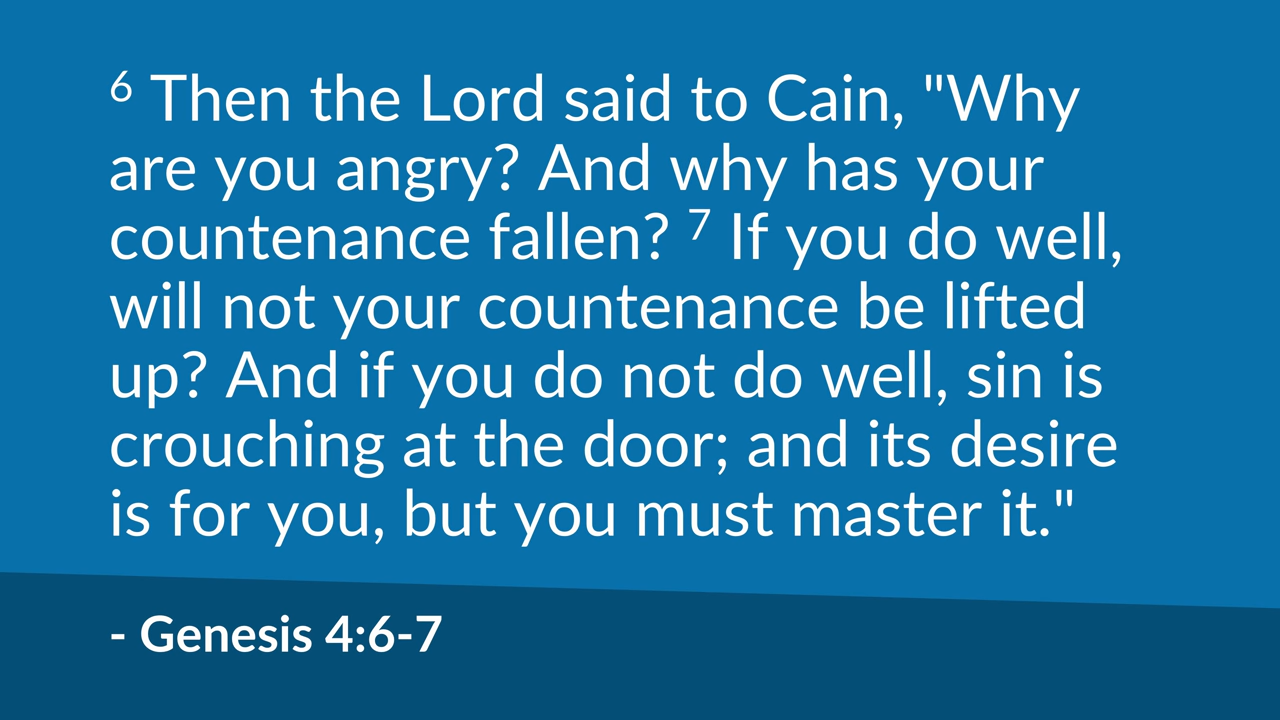 6 Then the Lord said to Cain, "Why
are you angry? And why has your
countenance fallen? 7 If you do well,
will not your countenance be lifted
up? And if you do not do well, sin is
crouching at the door; and its desire
is for you, but you must master it."
- Genesis 4:6-7